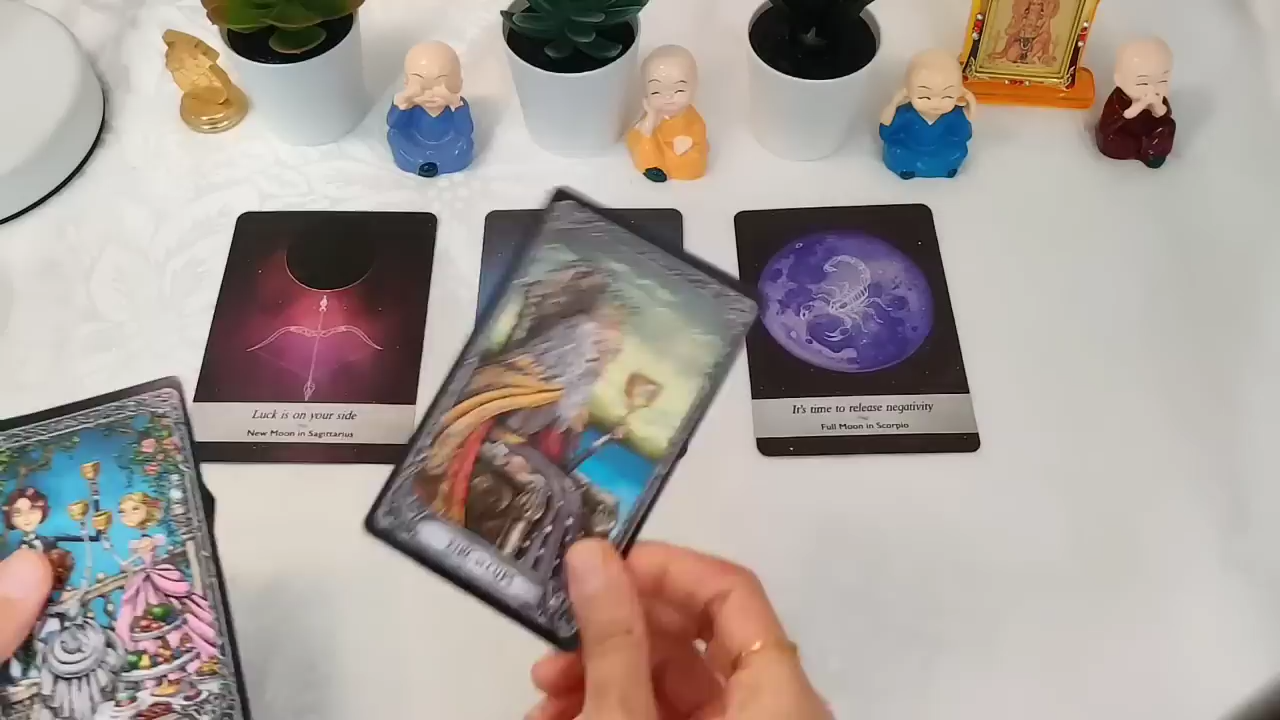 Luck is on your side
New Moon in Sagittarius
It's time to release negativity
Full Moon in Scorpio